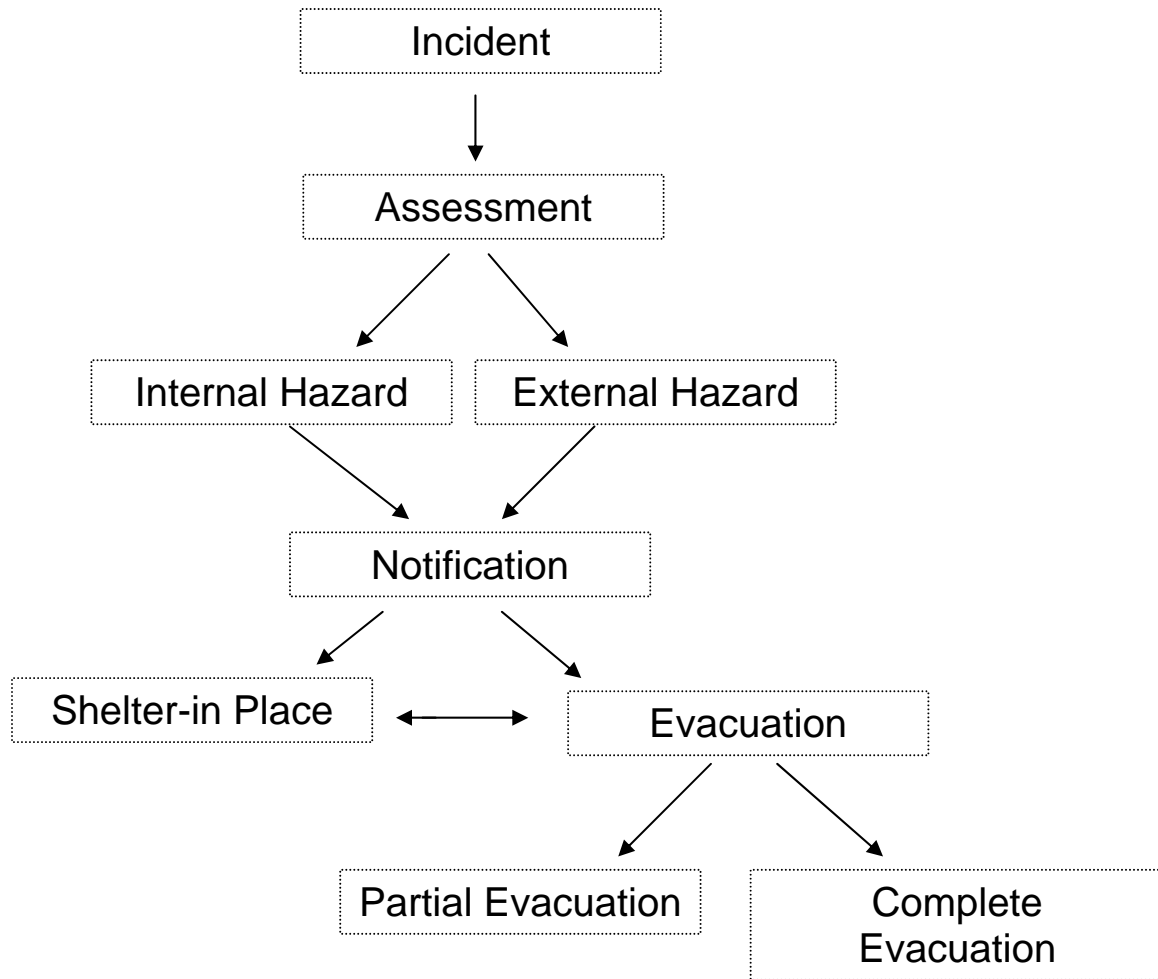 Incident
Assessment
Internal Hazard
External Hazard
Notification
Shelter-in Place
Evacuation
Partial Evacuation
Complete
Evacuation